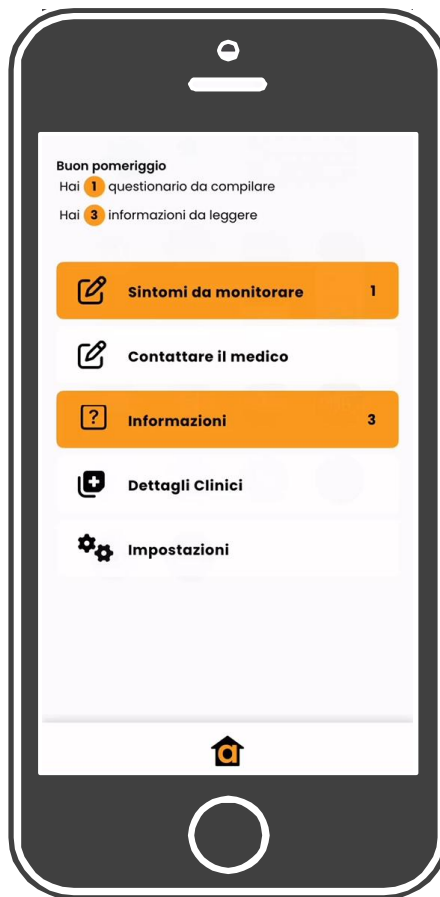 Buon pomeriggio
Hai 1 questionario da compilare
Hai 3 informazioni da leggere
Sintomi da monitorare 1
Contattare il medico
? Informazioni 3
Dettagli Clinici
Impostazioni
a